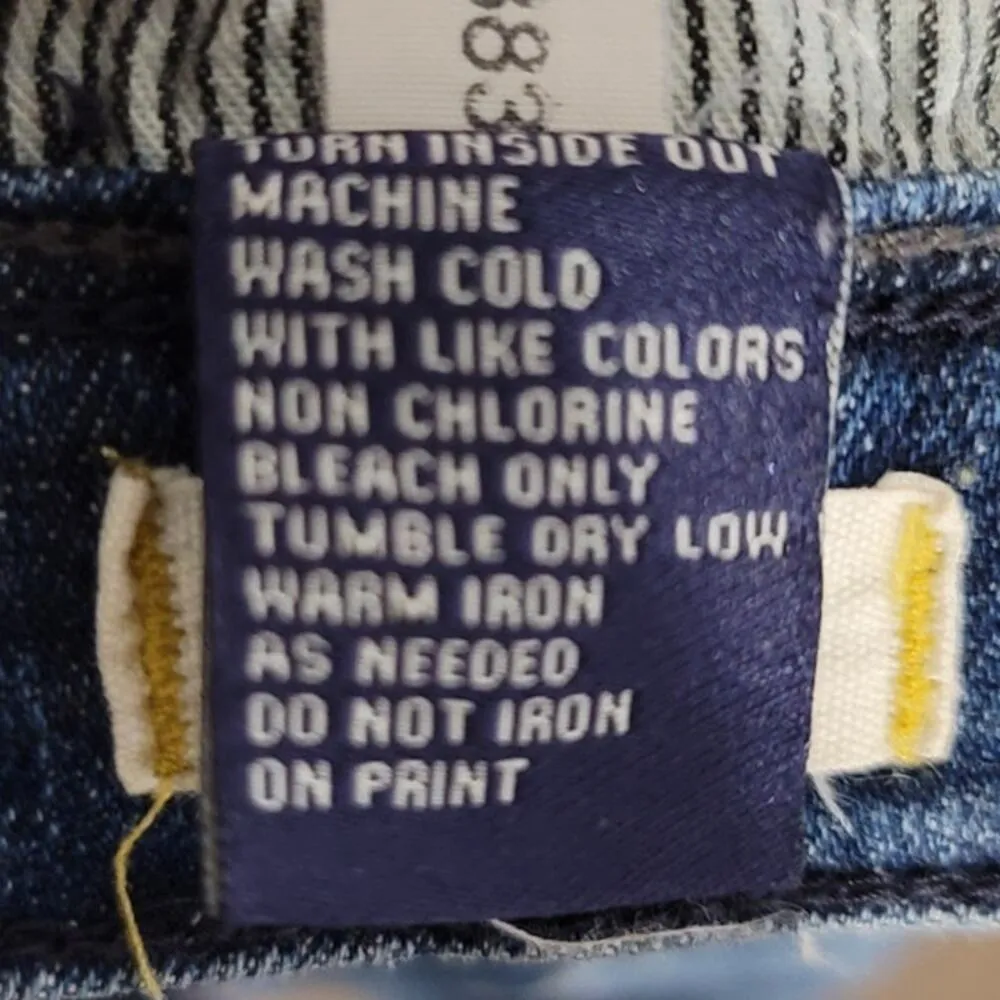 883
TURN INSIDE OUT
MACHINE
WASH COLD
WITH LIKE COLORS
NON CHLORINE
BLEACH ONLY
TUMBLE DRY LOW
WARM IRON
AS NEEDED
DO NOT IRON
ON PRINT